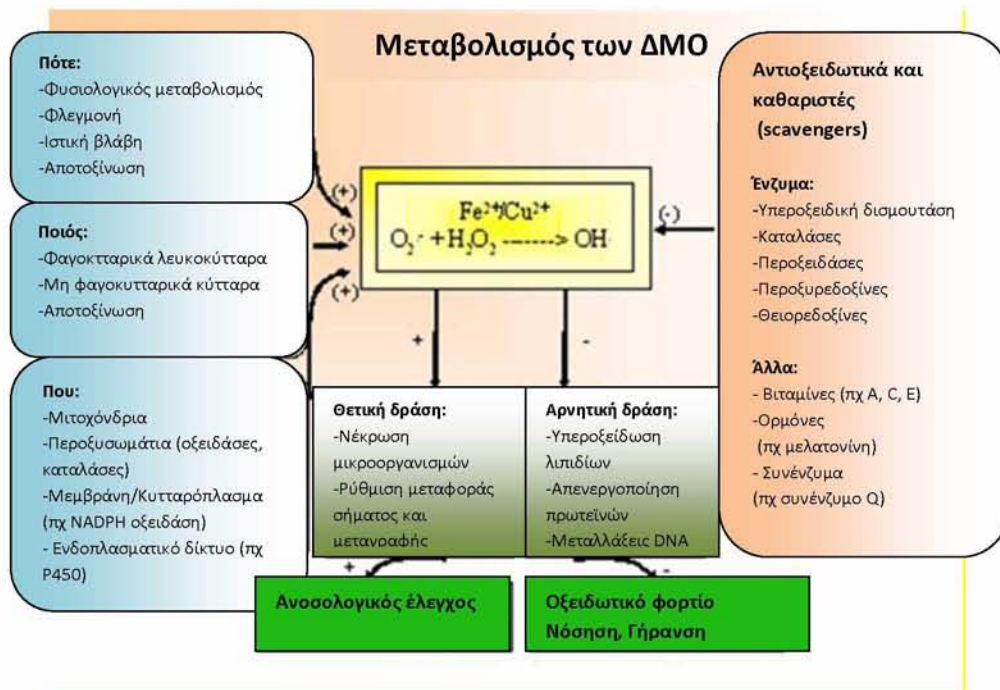 Μεταβολισμός των ΔΜΟ
Πότε:
-Φυσιολογικός μεταβολισμός
-Φλεγμονή
-Ιστική βλάβη
-Αποτοξίνωση
Ποιός:
-Φαγοκτταρικά λευκοκύτταρα
-Μη φαγοκυτταρικά κύτταρα
-Αποτοξίνωση
Που:
-Μιτοχόνδρια
-Περοξυσωμάτια (οξειδάσες,
καταλάσες)
-Μεμβράνη/Κυτταρόπλασμα
(πχ NADPH οξειδάση)
- Ενδοπλασματικό δίκτυο (πχ
P450)
(+)
(+)
(+)
Fe²⁺/Cu²⁺
O₂·⁻ + H₂O₂ ------> OH·
(-)
+
-
Θετική δράση:
-Νέκρωση
μικροοργανισμών
-Ρύθμιση μεταφοράς
σήματος και
μεταγραφής
Αρνητική δράση:
-Υπεροξείδωση
λιπιδίων
-Απενεργοποίηση
πρωτεϊνών
-Μεταλλάξεις DNA
+
-
Ανοσολογικός έλεγχος
Οξειδωτικό φορτίο
Νόσηση, Γήρανση
Αντιοξειδωτικά και
καθαριστές
(scavengers)
Ένζυμα:
-Υπεροξειδική δισμουτάση
-Καταλάσες
-Περοξιδάσες
-Περοξυρεδοξίνες
-Θειορεδοξίνες
Άλλα:
- Βιταμίνες (πχ A, C, E)
-Ορμόνες
(πχ μελατονίνη)
- Συνένζυμα
(πχ συνένζυμο Q)